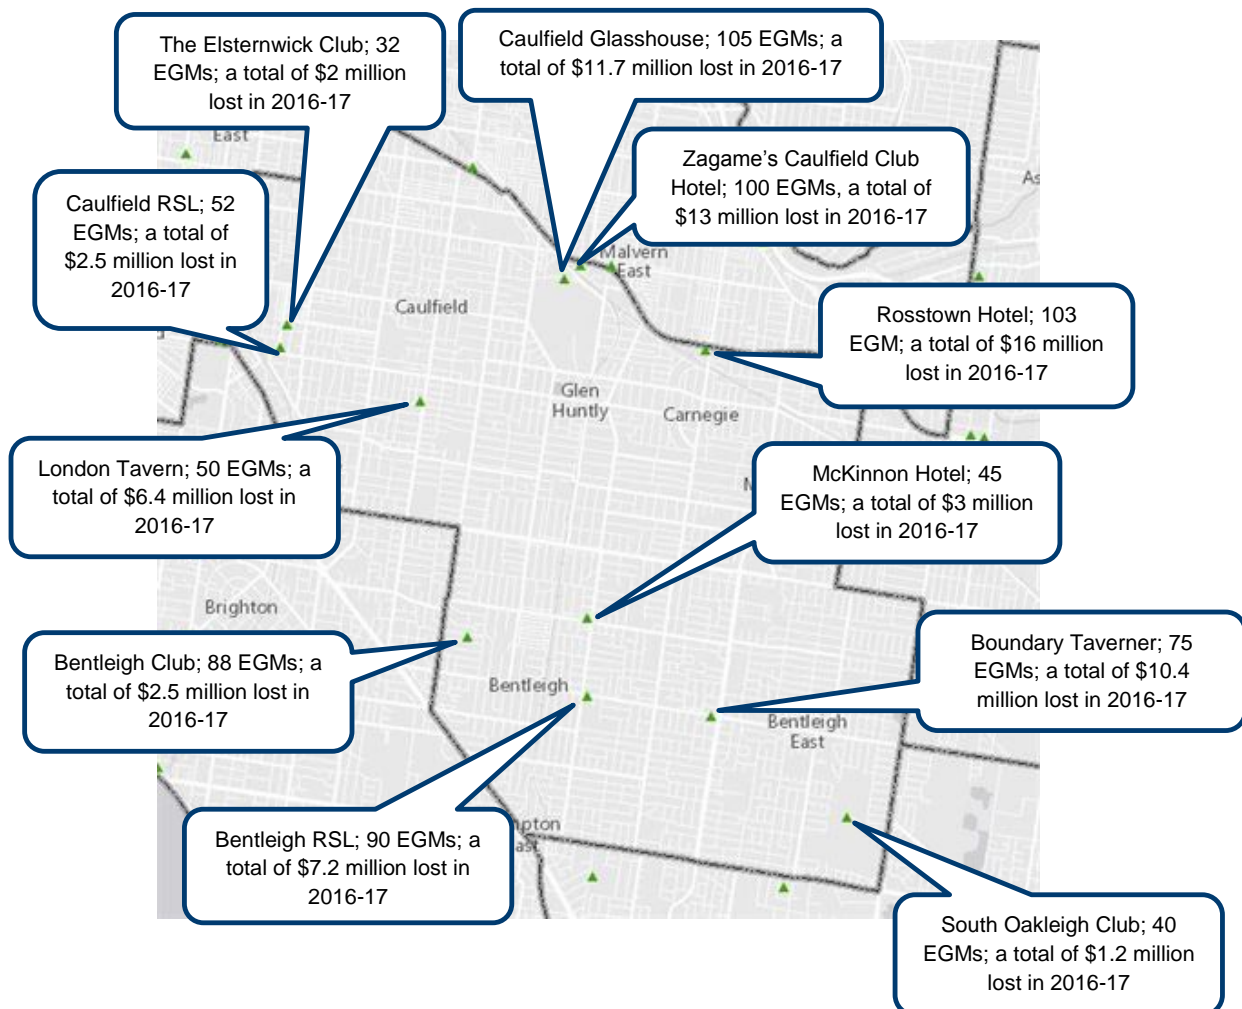 The Elsternwick Club; 32
EGMs; a total of $2 million
lost in 2016-17
Caulfield Glasshouse; 105 EGMs; a
total of $11.7 million lost in 2016-17
East
Zagame’s Caulfield Club
Hotel; 100 EGMs, a total of
$13 million lost in 2016-17
Caulfield RSL; 52
EGMs; a total of
$2.5 million lost in
2016-17
Malvern
East
Caulfield
Rosstown Hotel; 103
EGM; a total of $16 million
lost in 2016-17
Glen
Huntly
Carnegie
London Tavern; 50 EGMs; a
total of $6.4 million lost in
2016-17
McKinnon Hotel; 45
EGMs; a total of $3 million
lost in 2016-17
Brighton
Bentleigh Club; 88 EGMs; a
total of $2.5 million lost in
2016-17
Bentleigh
Boundary Taverner; 75
EGMs; a total of $10.4
million lost in 2016-17
Bentleigh
East
Bentleigh RSL; 90 EGMs; a
total of $7.2 million lost in
2016-17
South Oakleigh Club; 40
EGMs; a total of $1.2 million
lost in 2016-17